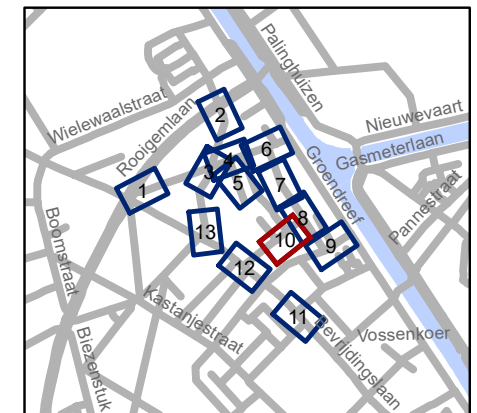 Palinghuizen
Wielewaalstraat
Rooigemlaan
Nieuwevaart
Gasmeterlaan
Groendreef
Pannestraat
Boomstraat
1
2
3
4
5
6
7
8
9
10
11
12
13
Kastanjestraat
Bevrijdingslaan
Vossenkoer
Biezenstuk